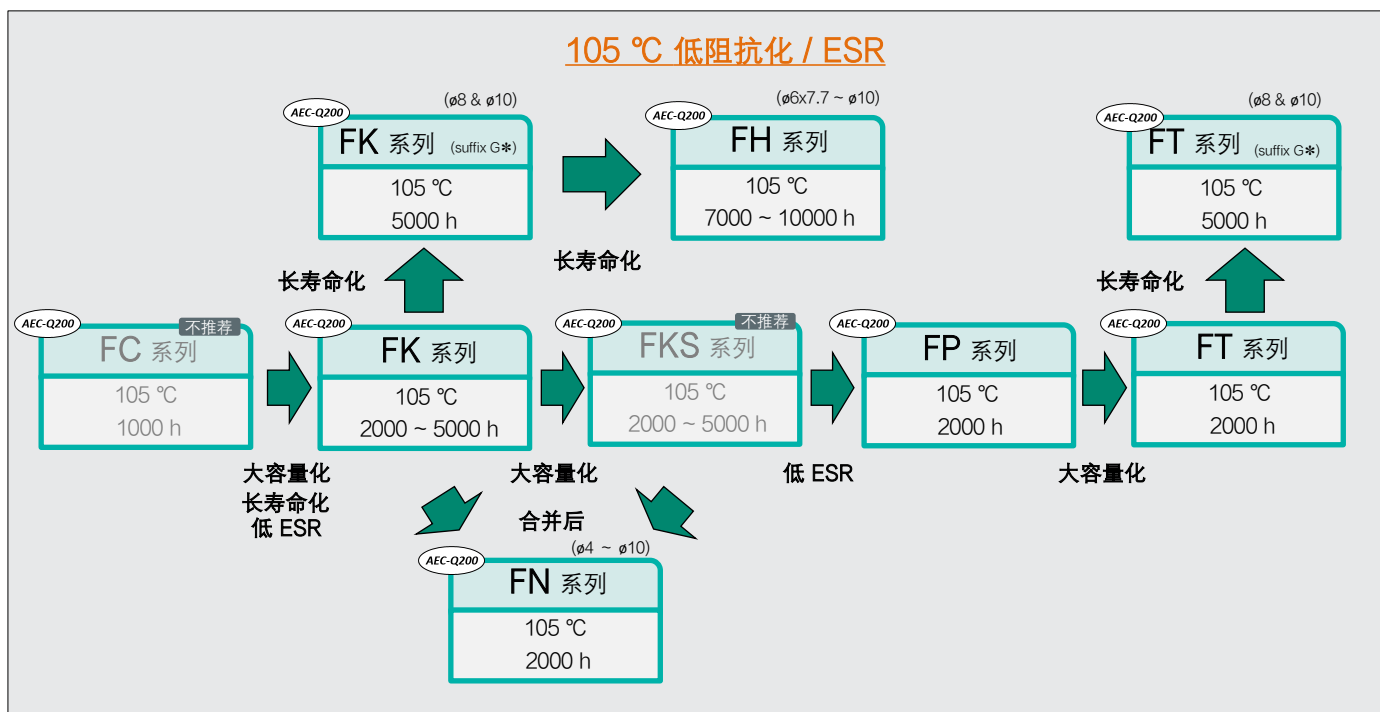 105 ℃ 低阻抗化 / ESR
AEC-Q200
(ø8 & ø10)
FK 系列 (suffix G✱)
105 ℃
5000 h
AEC-Q200
(ø6x7.7 ~ ø10)
FH 系列
105 ℃
7000 ~ 10000 h
AEC-Q200
(ø8 & ø10)
FT 系列 (suffix G✱)
105 ℃
5000 h
长寿命化
长寿命化
长寿命化
AEC-Q200
不推荐
FC 系列
105 ℃
1000 h
AEC-Q200
FK 系列
105 ℃
2000 ~ 5000 h
AEC-Q200
不推荐
FKS 系列
105 ℃
2000 ~ 5000 h
AEC-Q200
FP 系列
105 ℃
2000 h
AEC-Q200
FT 系列
105 ℃
2000 h
大容量化
长寿命化
低 ESR
大容量化
低 ESR
大容量化
合并后
AEC-Q200
(ø4 ~ ø10)
FN 系列
105 ℃
2000 h